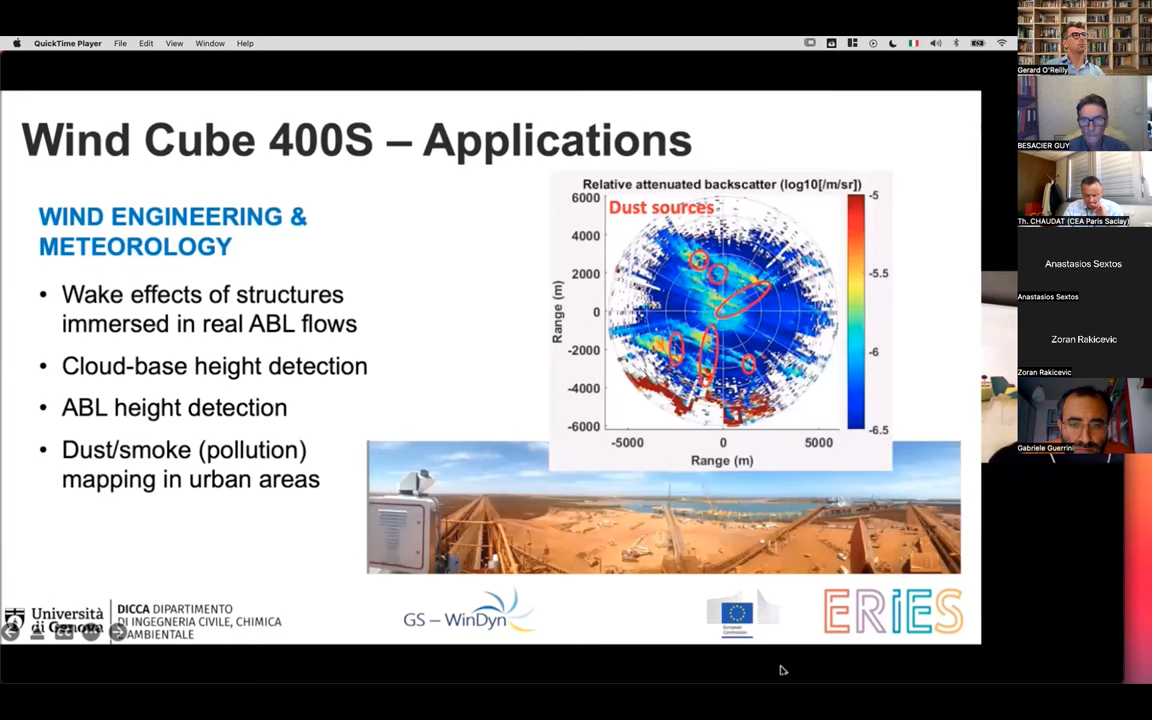 QuickTime Player File Edit View Window Help
Wind Cube 400S – Applications
WIND ENGINEERING &
METEOROLOGY
• Wake effects of structures
immersed in real ABL flows
• Cloud-base height detection
• ABL height detection
• Dust/smoke (pollution)
mapping in urban areas
Relative attenuated backscatter (log10[/m/sr])
Dust sources
6000
4000
2000
0
-2000
-4000
-6000
Range (m)
-5000 0 5000
Range (m)
-5
-5.5
-6
-6.5
Università
di Genova
DICCA DIPARTIMENTO
DI INGEGNERIA CIVILE, CHIMICA
E AMBIENTALE
GS – WinDyn
European
Commission
ERIES
Gerard O'Reilly
BESACIER GUY
Th. CHAUDAT (CEA Paris Saclay)
Anastasios Sextos
Anastasios Sextos
Zoran Rakicevic
Zoran Rakicevic
Gabriele Guerrini